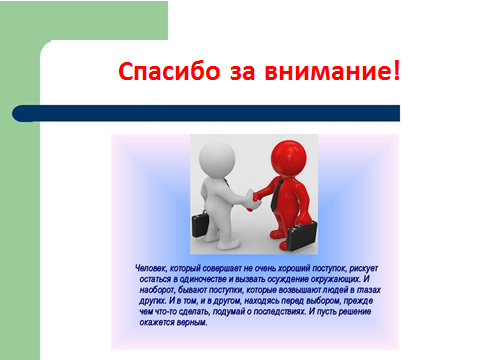 Спасибо за внимание!
Человек, который совершает не очень хороший поступок, рискует
остаться в одиночестве и вызвать осуждение окружающих. И
наоборот, бывают поступки, которые возвышают людей в глазах
других. И в том, и в другом, находясь перед выбором, прежде
чем что-то сделать, подумай о последствиях. И пусть решение
окажется верным.